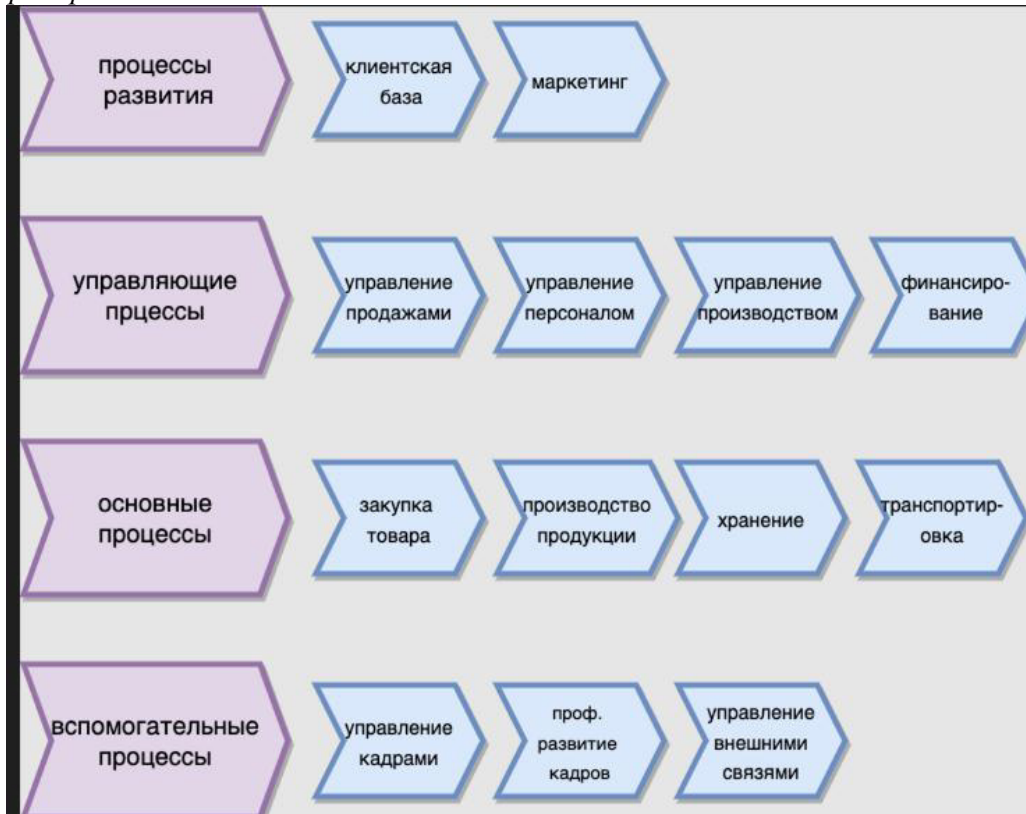 процессы
развития
клиентская
база
маркетинг
управляющие
прцессы
управление
продажами
управление
персоналом
управление
производством
финансиро-
вание
основные
процессы
закупка
товара
производство
продукции
хранение
транспортир-
овка
вспомогательные
процессы
управление
кадрами
проф.
развитие
кадров
управление
внешними
связями